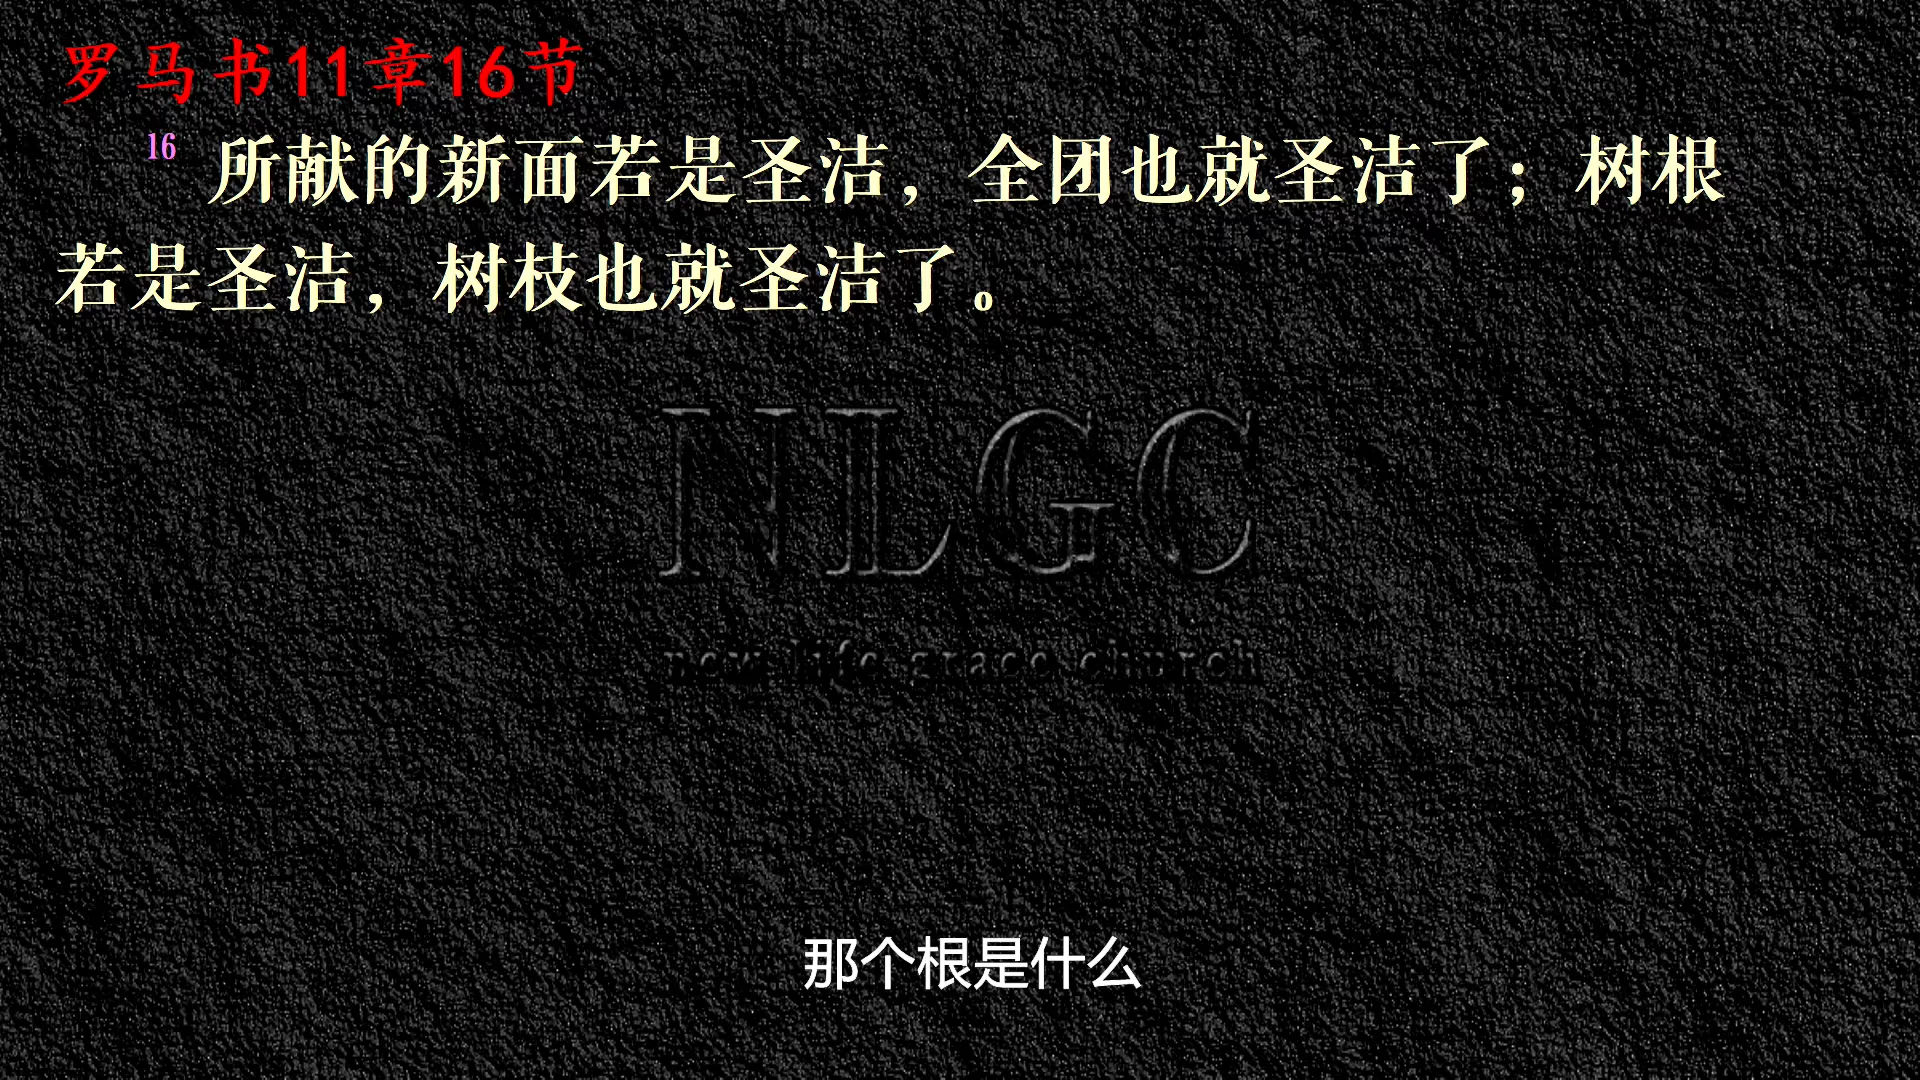 罗马书11章16节
16 所献的新面若是圣洁，全团也就圣洁了；树根
若是圣洁，树枝也就圣洁了。
NLGC
new life grace church
那个根是什么